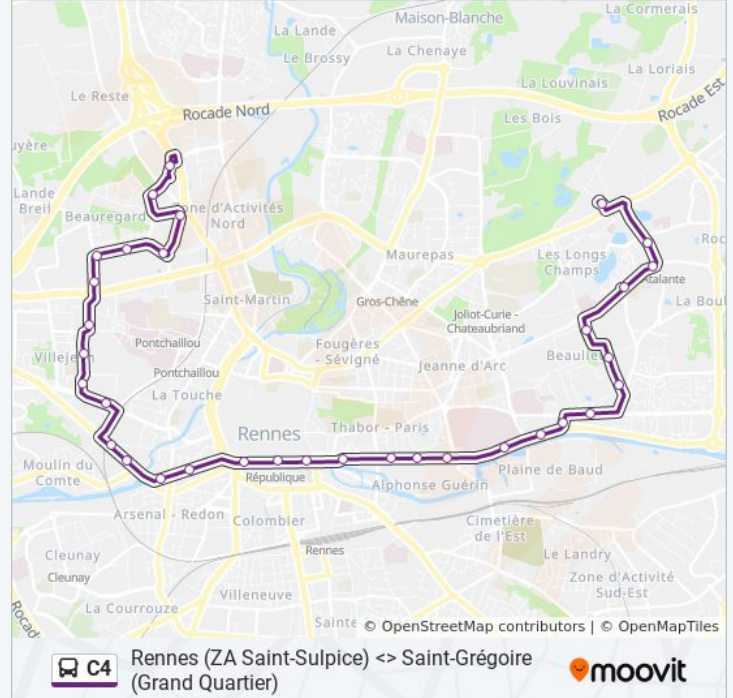 La Cormerais
Maison-Blanche
La Lande
La Chenaye
Le Brossy
La Loriais
La Louvinais
Le Reste
Rocade Nord
Rocade Est
Les Bois
Lande
Breil
Beauregard
one d'Activités
Nord
Maurepas
Les Longs
Champs
Roc
Atalante
Saint-Martin
Gros-Chêne
La Boul
Joliot-Curie -
Chateaubriand
Pontchaillou
Fougères
- Sévigné
Villejean
Beaulieu
Jeanne d'Arc
Pontchaillou
La Touche
Thabor - Paris
Rennes
Moulin du
Comte
République
Plaine de Baud
Alphonse Guérin
Arsenal - Redon
Colombier
Cimetière
de l'Est
Rennes
Le Landry
Cleunay
Cleunay
Zone d'Activité
Sud-Est
Villeneuve
La Courrouze
Rocad
Sainte
© OpenStreetMap contributors | © OpenMapTiles
C4
Rennes (ZA Saint-Sulpice) <> Saint-Grégoire
(Grand Quartier)
moovit